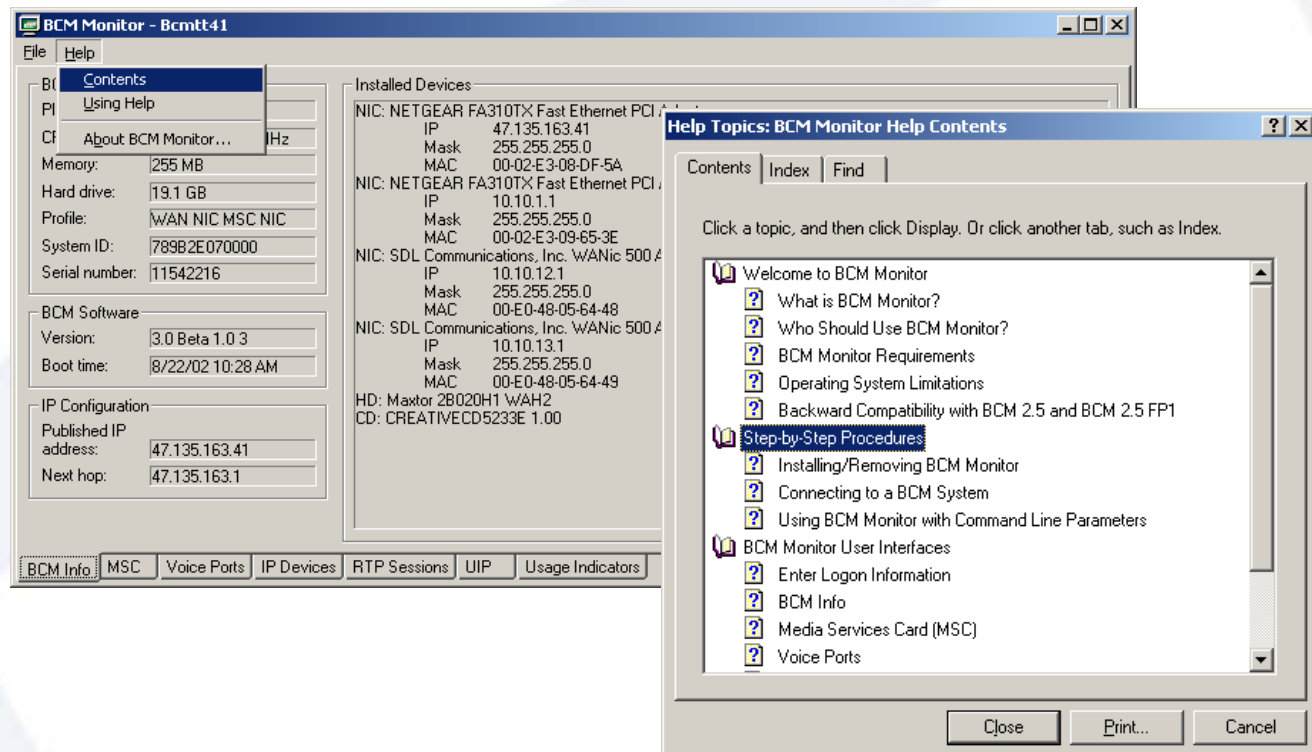 BCM Monitor - Bcmtt41
File Help
Contents
Using Help
About BCM Monitor...
Hz
Memory: 255 MB
Hard drive: 19.1 GB
Profile: WAN NIC MSC NIC
System ID: 789B2E070000
Serial number: 11542216
BCM Software
Version: 3.0 Beta 1.0 3
Boot time: 8/22/02 10:28 AM
IP Configuration
Published IP
address: 47.135.163.41
Next hop: 47.135.163.1
Installed Devices
NIC: NETGEAR FA310TX Fast Ethernet PCI
IP 47.135.163.41
Mask 255.255.255.0
MAC 00-02-E3-08-DF-5A
NIC: NETGEAR FA310TX Fast Ethernet PCI
IP 10.10.1.1
Mask 255.255.255.0
MAC 00-02-E3-09-65-3E
NIC: SDL Communications, Inc. WANic 500
IP 10.10.12.1
Mask 255.255.255.0
MAC 00-E0-48-05-64-48
NIC: SDL Communications, Inc. WANic 500
IP 10.10.13.1
Mask 255.255.255.0
MAC 00-E0-48-05-64-49
HD: Maxtor 2B020H1 WAH2
CD: CREATIVECD5233E 1.00
BCM Info MSC Voice Ports IP Devices RTP Sessions UIP Usage Indicators
Help Topics: BCM Monitor Help Contents
Contents Index Find
Click a topic, and then click Display. Or click another tab, such as Index.
Welcome to BCM Monitor
What is BCM Monitor?
Who Should Use BCM Monitor?
BCM Monitor Requirements
Operating System Limitations
Backward Compatibility with BCM 2.5 and BCM 2.5 FP1
Step-by-Step Procedures
Installing/Removing BCM Monitor
Connecting to a BCM System
Using BCM Monitor with Command Line Parameters
BCM Monitor User Interfaces
Enter Logon Information
BCM Info
Media Services Card (MSC)
Voice Ports
Close Print... Cancel